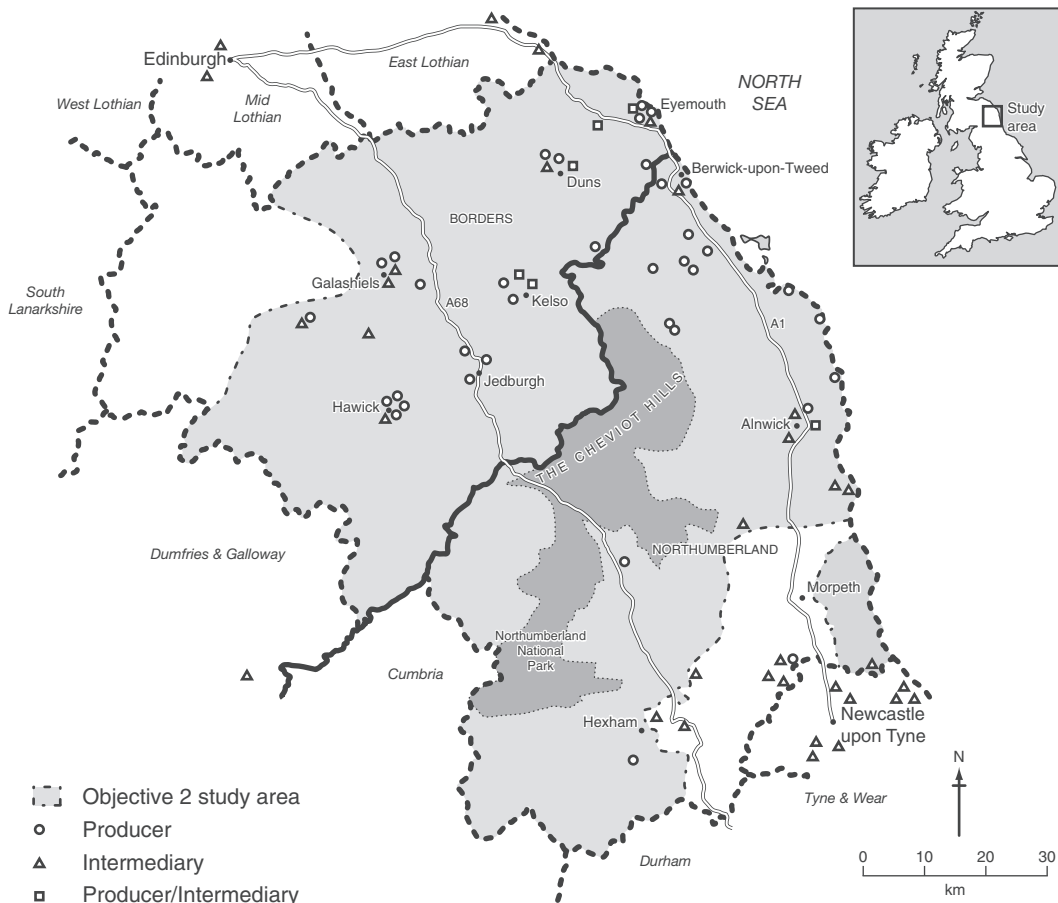 Edinburgh
East Lothian
West Lothian
Mid
Lothian
NORTH
SEA
Study
area
Eyemouth
Berwick-upon-Tweed
Duns
BORDERS
South
Lanarkshire
Galashiels
A68
Kelso
A1
Jedburgh
Hawick
THE CHEVIOT HILLS
Alnwick
Dumfries & Galloway
NORTHUMBERLAND
Morpeth
Northumberland
National
Park
Cumbria
Hexham
Newcastle
upon Tyne
Tyne & Wear
Durham
N
Objective 2 study area
Producer
Intermediary
Producer/Intermediary
0 10 20 30
km